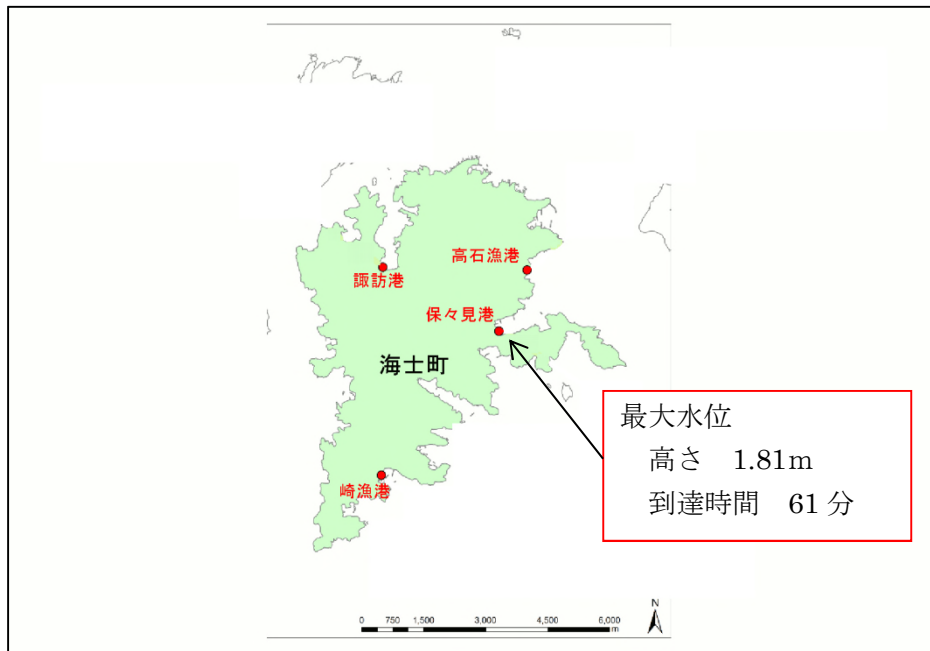 高石漁港
諏訪港
保々見港
海士町
最大水位
高さ 1.81m
到達時間 61分
崎漁港
N
0 750 1,500 3,000 4,500 6,000
m